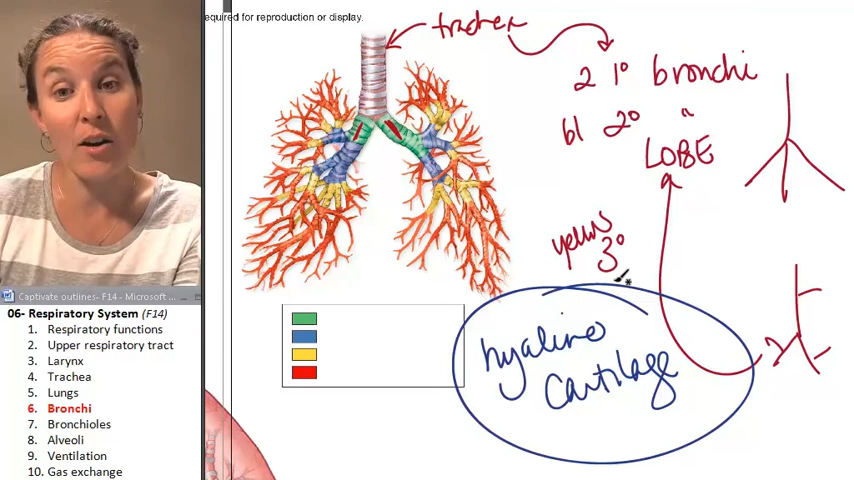 equired for reproduction or display.
trachea
2 1° bronchi
bl 2° "
LOBE
yellow
3°
hyaline
cartilage
Captivate outlines- F14 - Microsoft ...
06- Respiratory System (F14)
1. Respiratory functions
2. Upper respiratory tract
3. Larynx
4. Trachea
5. Lungs
6. Bronchi
7. Bronchioles
8. Alveoli
9. Ventilation
10. Gas exchange